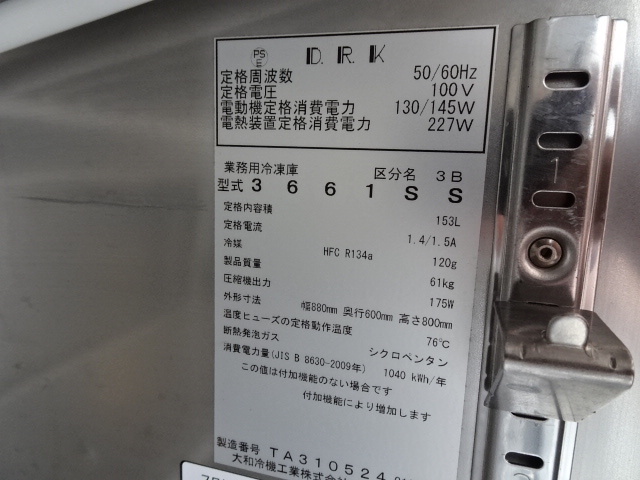 PS E D.R.K
定格周波数 50/60Hz
定格電圧 100V
電動機定格消費電力 130/145W
電熱装置定格消費電力 227W
業務用冷凍庫 区分名 3B
型式 3661SS
定格内容積 153L
定格電流 1.4/1.5A
冷媒 HFC R134a 120g
製品質量 61kg
圧縮機出力 175W
外形寸法 幅880mm 奥行600mm 高さ800mm
温度ヒューズの定格動作温度 76℃
断熱発泡ガス シクロペンタン
消費電力量(JIS B 8630-2009年) 1040 kWh/年
この値は付加機能のない場合です
付加機能により増加します
製造番号 TA310524
大和冷機工業株式
1